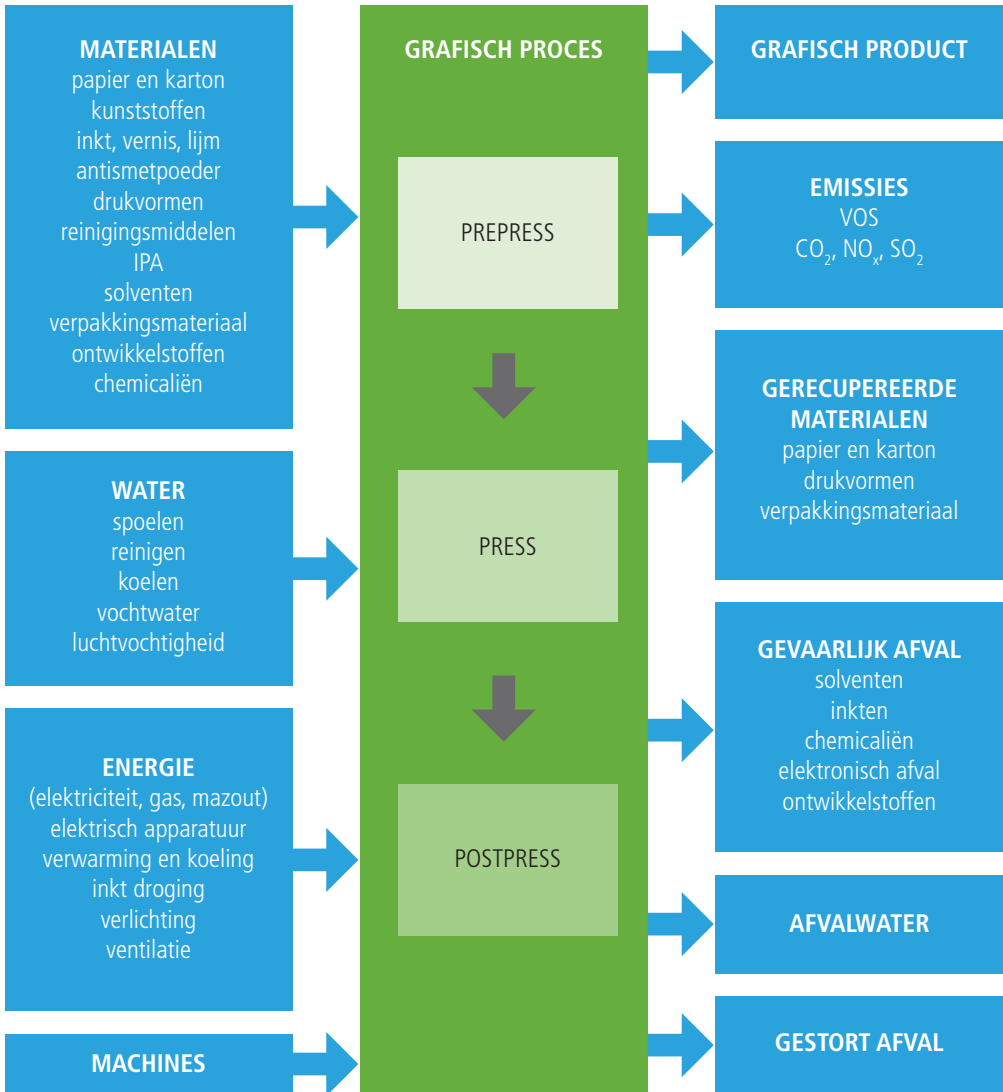 MATERIALEN
papier en karton
kunststoffen
inkt, vernis, lijm
antismetpoeder
drukvormen
reinigingsmiddelen
IPA
solventen
verpakkingsmateriaal
ontwikkelstoffen
chemicaliën
WATER
spoelen
reinigen
koelen
vochtwater
luchtvochtigheid
ENERGIE
(elektriciteit, gas, mazout)
elektrisch apparatuur
verwarming en koeling
inkt droging
verlichting
ventilatie
MACHINES
GRAFISCH PROCES
PREPRESS
PRESS
POSTPRESS
GRAFISCH PRODUCT
EMISSIES
VOS
CO₂, NOₓ, SO₂
GERECUPEREERDE
MATERIALEN
papier en karton
drukvormen
verpakkingsmateriaal
GEVAARLIJK AFVAL
solventen
inkten
chemicaliën
elektronisch afval
ontwikkelstoffen
AFVALWATER
GESTORT AFVAL